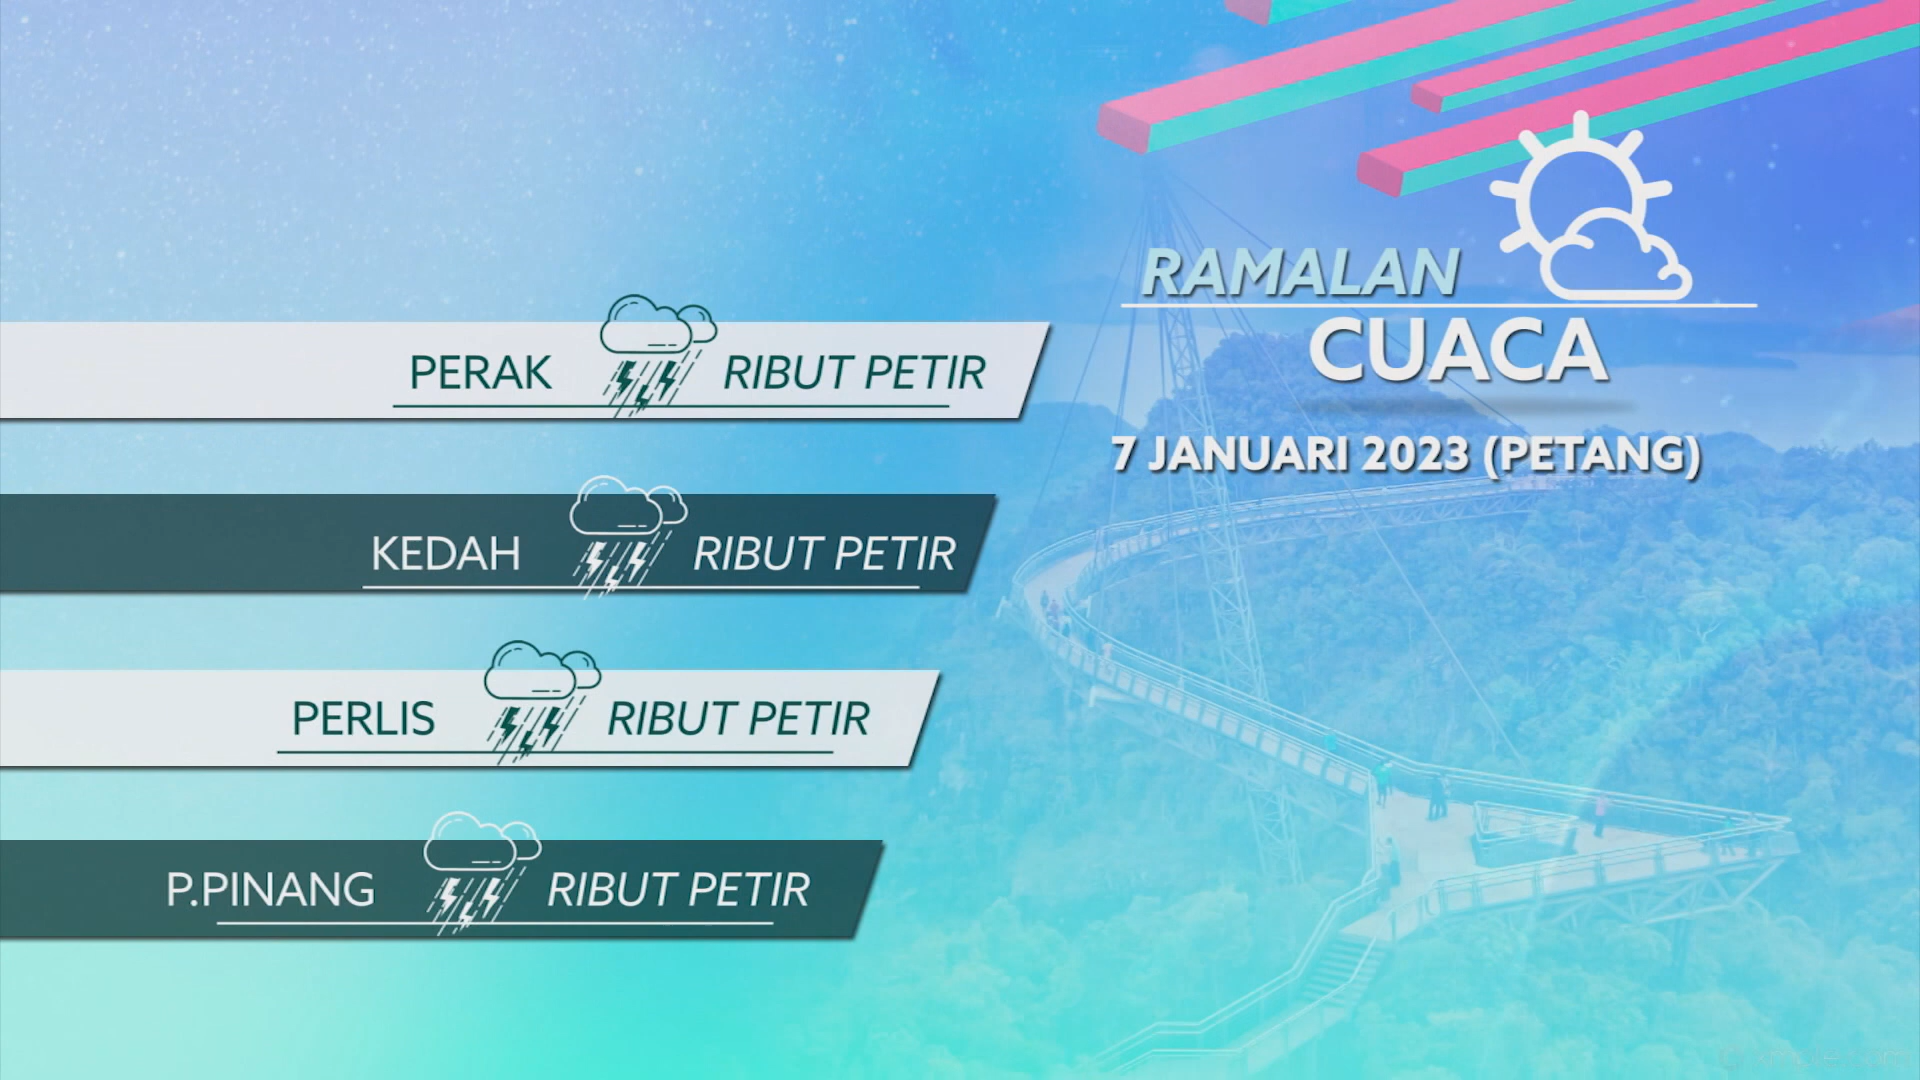 RAMALAN
CUACA
7 JANUARI 2023 (PETANG)
PERAK RIBUT PETIR
KEDAH RIBUT PETIR
PERLIS RIBUT PETIR
P.PINANG RIBUT PETIR